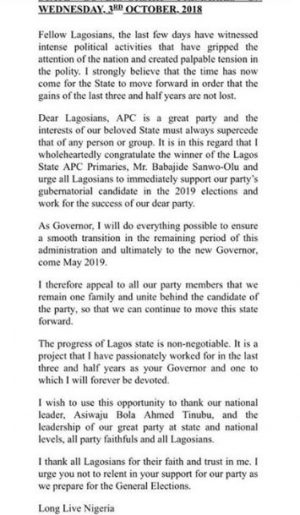 WEDNESDAY, 3RD OCTOBER, 2018
Fellow Lagosians, the last few days have witnessed
intense political activities that have gripped the
attention of the nation and created palpable tension in
the polity. I strongly believe that the time has now
come for the State to move forward in order that the
gains of the last three and half years are not lost.
Dear Lagosians, APC is a great party and the
interests of our beloved State must always supercede
that of any person or group. It is in this regard that I
wholeheartedly congratulate the winner of the Lagos
State APC Primaries, Mr. Babajide Sanwo-Olu and
urge all Lagosians to immediately support our party's
gubernatorial candidate in the 2019 elections and
work for the success of our dear party.
As Governor, I will do everything possible to ensure
a smooth transition in the remaining period of this
administration and ultimately to the new Governor,
come May 2019.
I therefore appeal to all our party members that we
remain one family and unite behind the candidate of
the party, so that we can continue to move this state
forward.
The progress of Lagos state is non-negotiable. It is a
project that I have passionately worked for in the last
three and half years as your Governor and one to
which I will forever be devoted.
I wish to use this opportunity to thank our national
leader, Asiwaju Bola Ahmed Tinubu, and the
leadership of our great party at state and national
levels, all party faithfuls and all Lagosians.
I thank all Lagosians for their faith and trust in me. I
urge you not to relent in your support for our party as
we prepare for the General Elections.
Long Live Nigeria